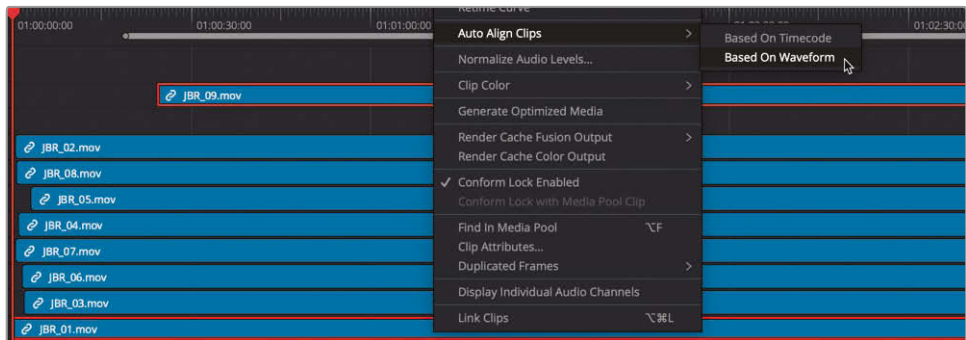 01:00:00:00
01:00:30:00
01:01:00:00
01:02:30:0
Retime Curve
Auto Align Clips >
Based On Timecode
Based On Waveform
Normalize Audio Levels...
Clip Color >
Generate Optimized Media
Render Cache Fusion Output >
Render Cache Color Output
✓ Conform Lock Enabled
Conform Lock with Media Pool Clip
Find In Media Pool ⌥F
Clip Attributes...
Duplicated Frames >
Display Individual Audio Channels
Link Clips ⌥⌘L
JBR_09.mov
JBR_02.mov
JBR_08.mov
JBR_05.mov
JBR_04.mov
JBR_07.mov
JBR_06.mov
JBR_03.mov
JBR_01.mov